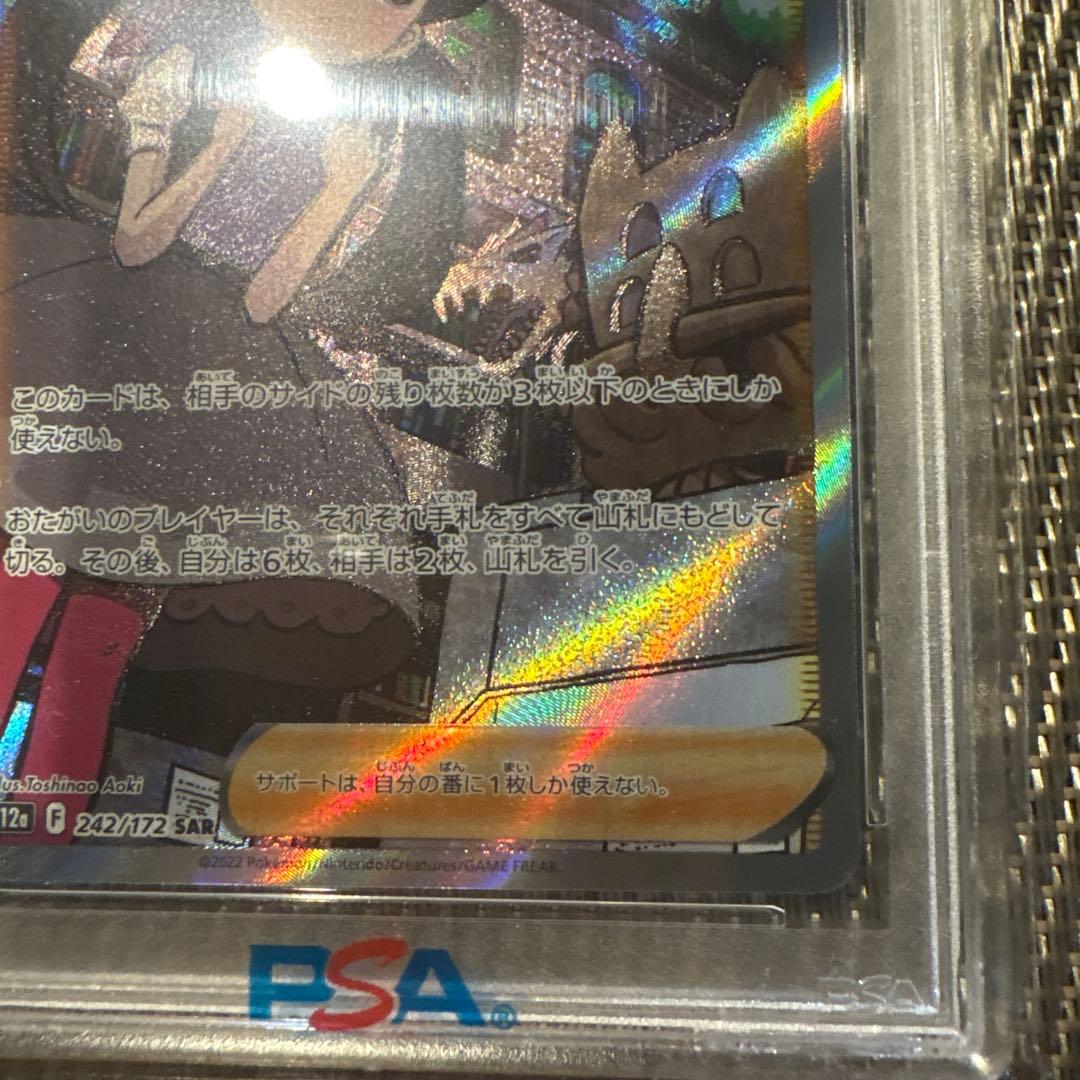 このカードは、相手のサイドの残り枚数が3枚以下のときにしか
使えない。
おたがいのプレイヤーは、それぞれ手札をすべて山札にもどして
切る。その後、自分は6枚、相手は2枚、山札を引く。
サポートは、自分の番に1枚しか使えない。
llus.Toshinao Aoki
12a F 242/172 SAR
©2022 Pokémon/Nintendo/Creatures/GAME FREAK.
PSA®
PSA